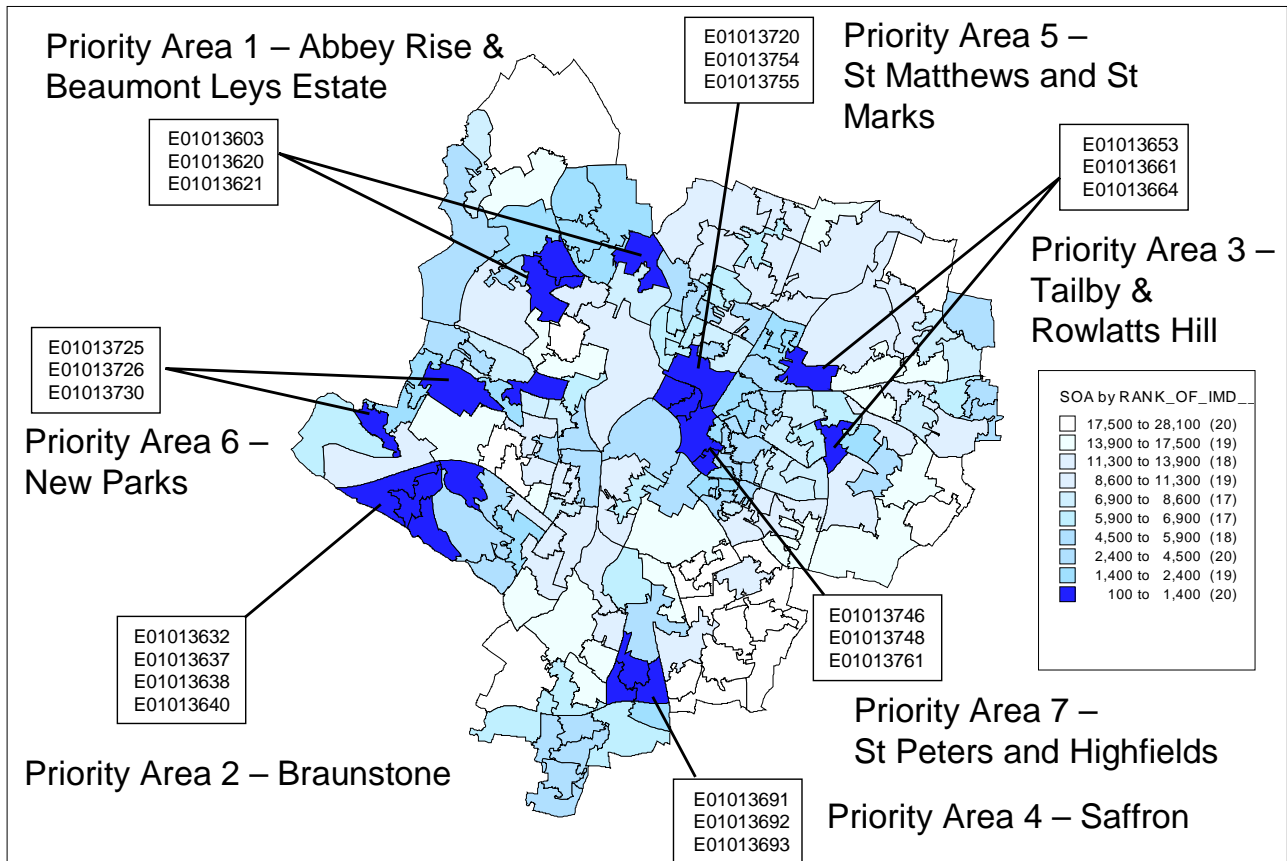 Priority Area 1 – Abbey Rise &
Beaumont Leys Estate
E01013603
E01013620
E01013621
E01013720
E01013754
E01013755
Priority Area 5 –
St Matthews and St
Marks
E01013653
E01013661
E01013664
Priority Area 3 –
Tailby &
Rowlatts Hill
E01013725
E01013726
E01013730
Priority Area 6 –
New Parks
SOA by RANK_OF_IMD__
17,500 to 28,100 (20)
13,900 to 17,500 (19)
11,300 to 13,900 (18)
8,600 to 11,300 (19)
6,900 to 8,600 (17)
5,900 to 6,900 (17)
4,500 to 5,900 (18)
2,400 to 4,500 (20)
1,400 to 2,400 (19)
100 to 1,400 (20)
E01013632
E01013637
E01013638
E01013640
Priority Area 2 – Braunstone
E01013746
E01013748
E01013761
Priority Area 7 –
St Peters and Highfields
E01013691
E01013692
E01013693
Priority Area 4 – Saffron